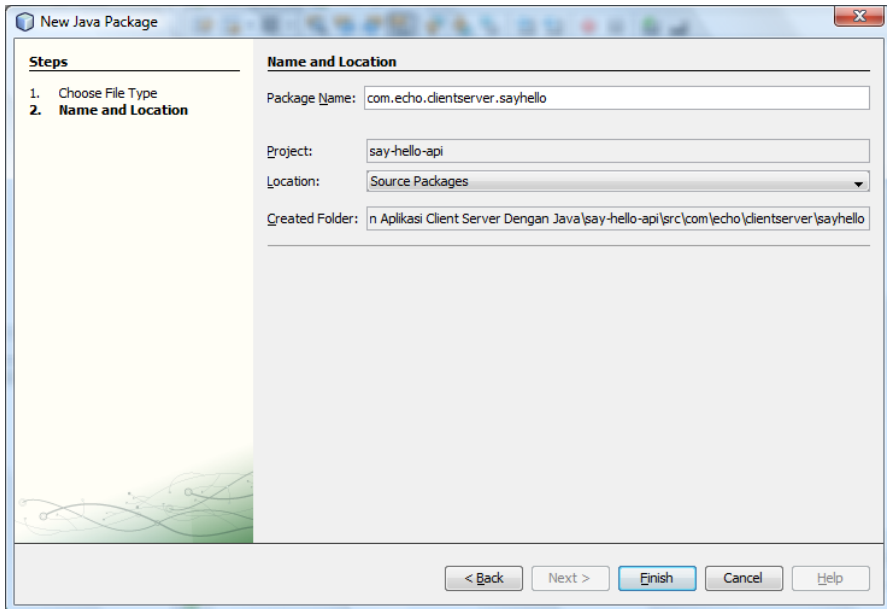 New Java Package
Steps
1. Choose File Type
2. Name and Location
Name and Location
Package Name: com.echo.clientserver.sayhello
Project: say-hello-api
Location: Source Packages
Created Folder: n Aplikasi Client Server Dengan Java\say-hello-api\src\com\echo\clientserver\sayhello
< Back Next > Finish Cancel Help